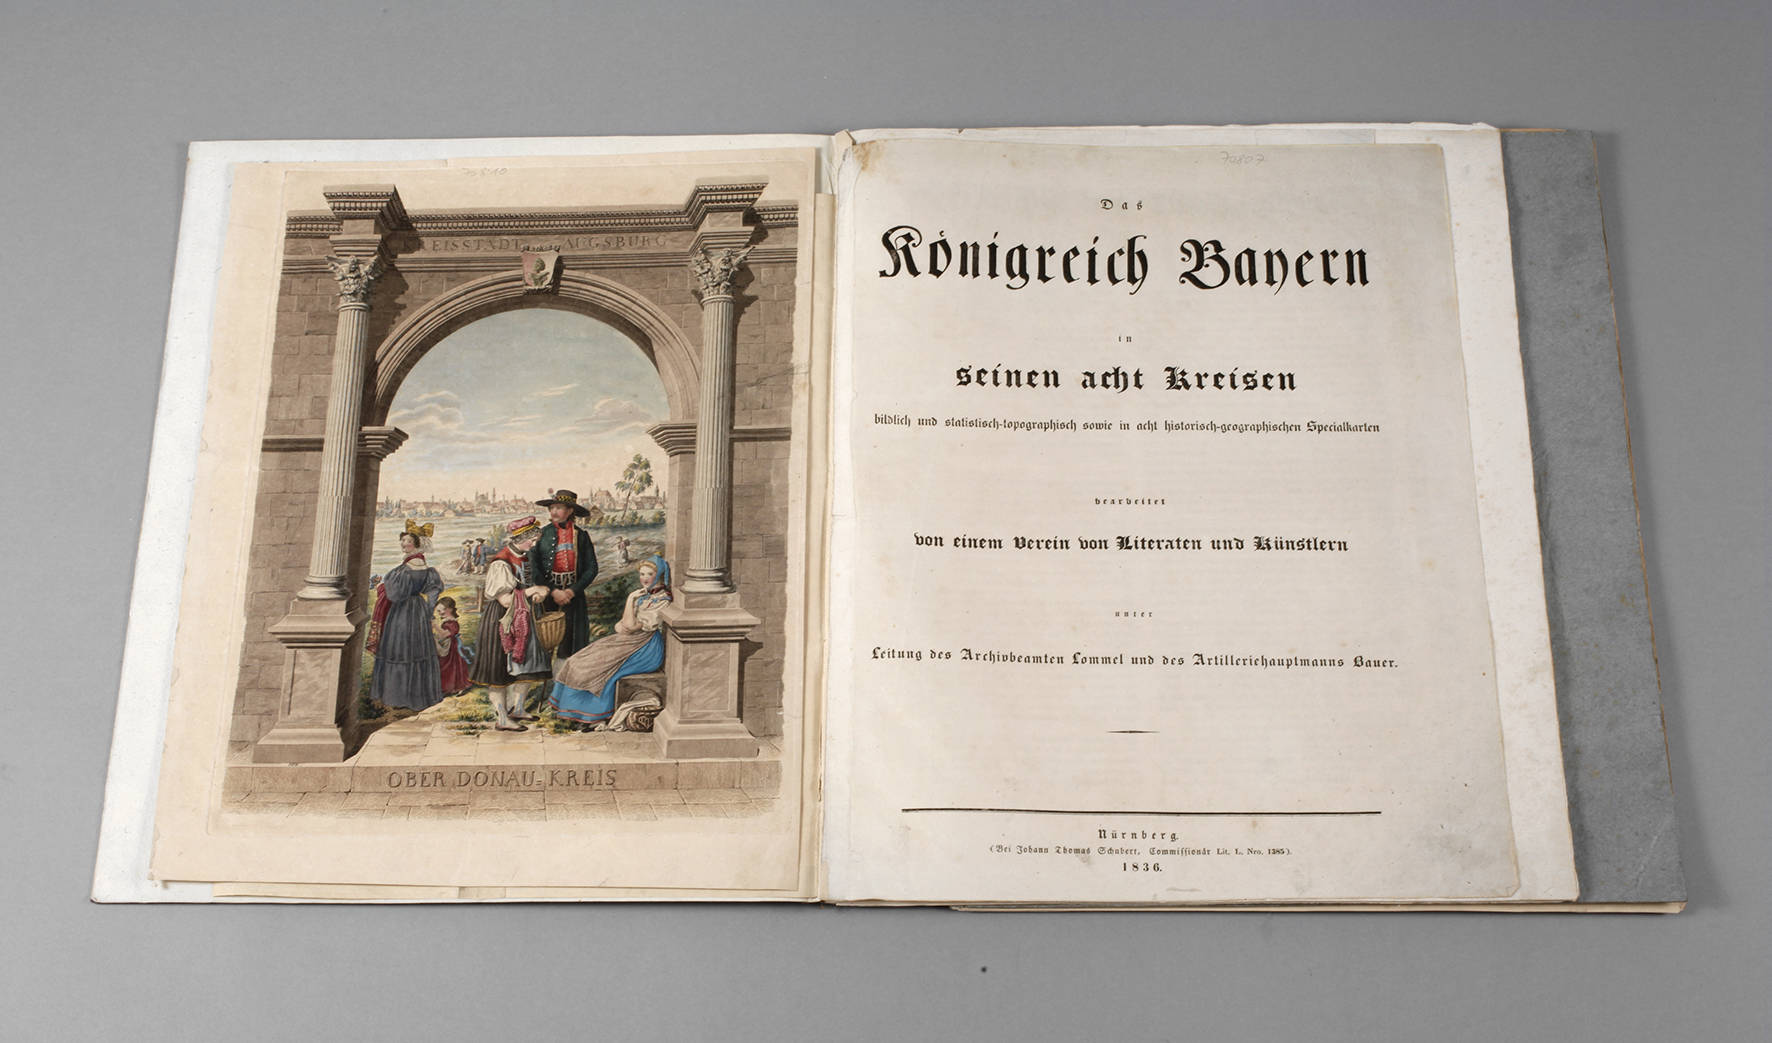 70810
KREISSTADT AUGSBURG
OBER DONAU=KREIS
70807
Das
Königreich Bayern
in
seinen acht Kreisen
bildlich und statistisch-topographisch sowie in acht historisch-geographischen Specialkarten
bearbeitet
von einem Verein von Literaten und Künstlern
unter
Leitung des Archivbeamten Lommel und des Artilleriehauptmanns Bauer.
Nürnberg.
(Bei Johann Thomas Schubert, Commissionär Lit. L. Nro. 1385).
1836.